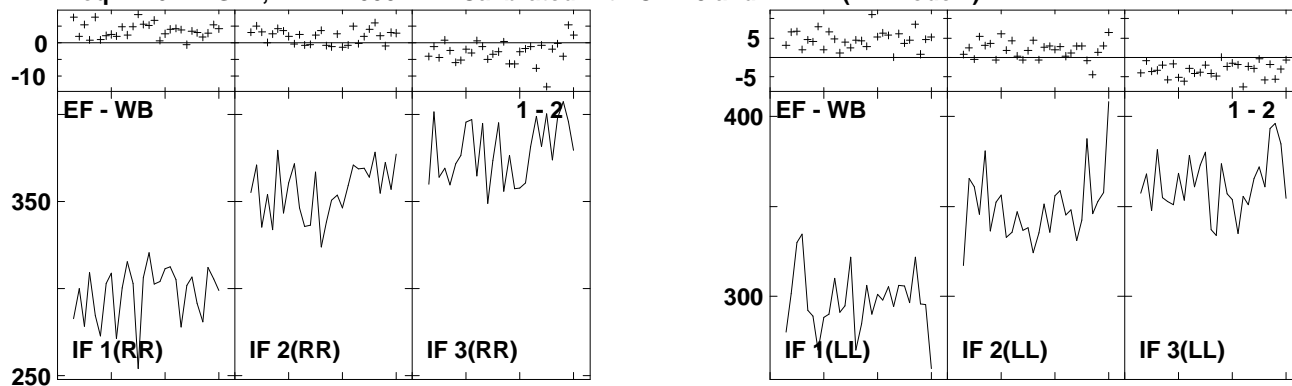 0
-10
EF - WB
1 - 2
350
250
IF 1(RR)
IF 2(RR)
IF 3(RR)
5
-5
EF - WB
1 - 2
400
300
IF 1(LL)
IF 2(LL)
IF 3(LL)